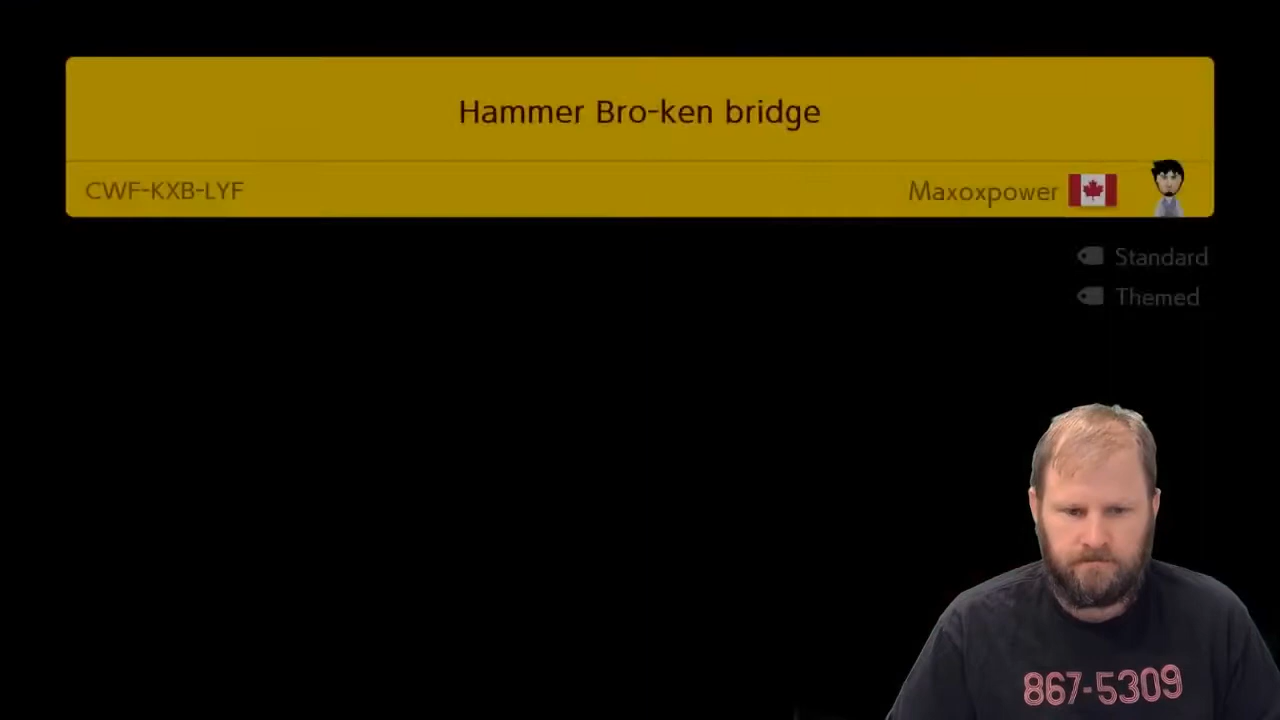 Hammer Bro-ken bridge
CWF-KXB-LYF
Maxoxpower
Standard
Themed
867-5309